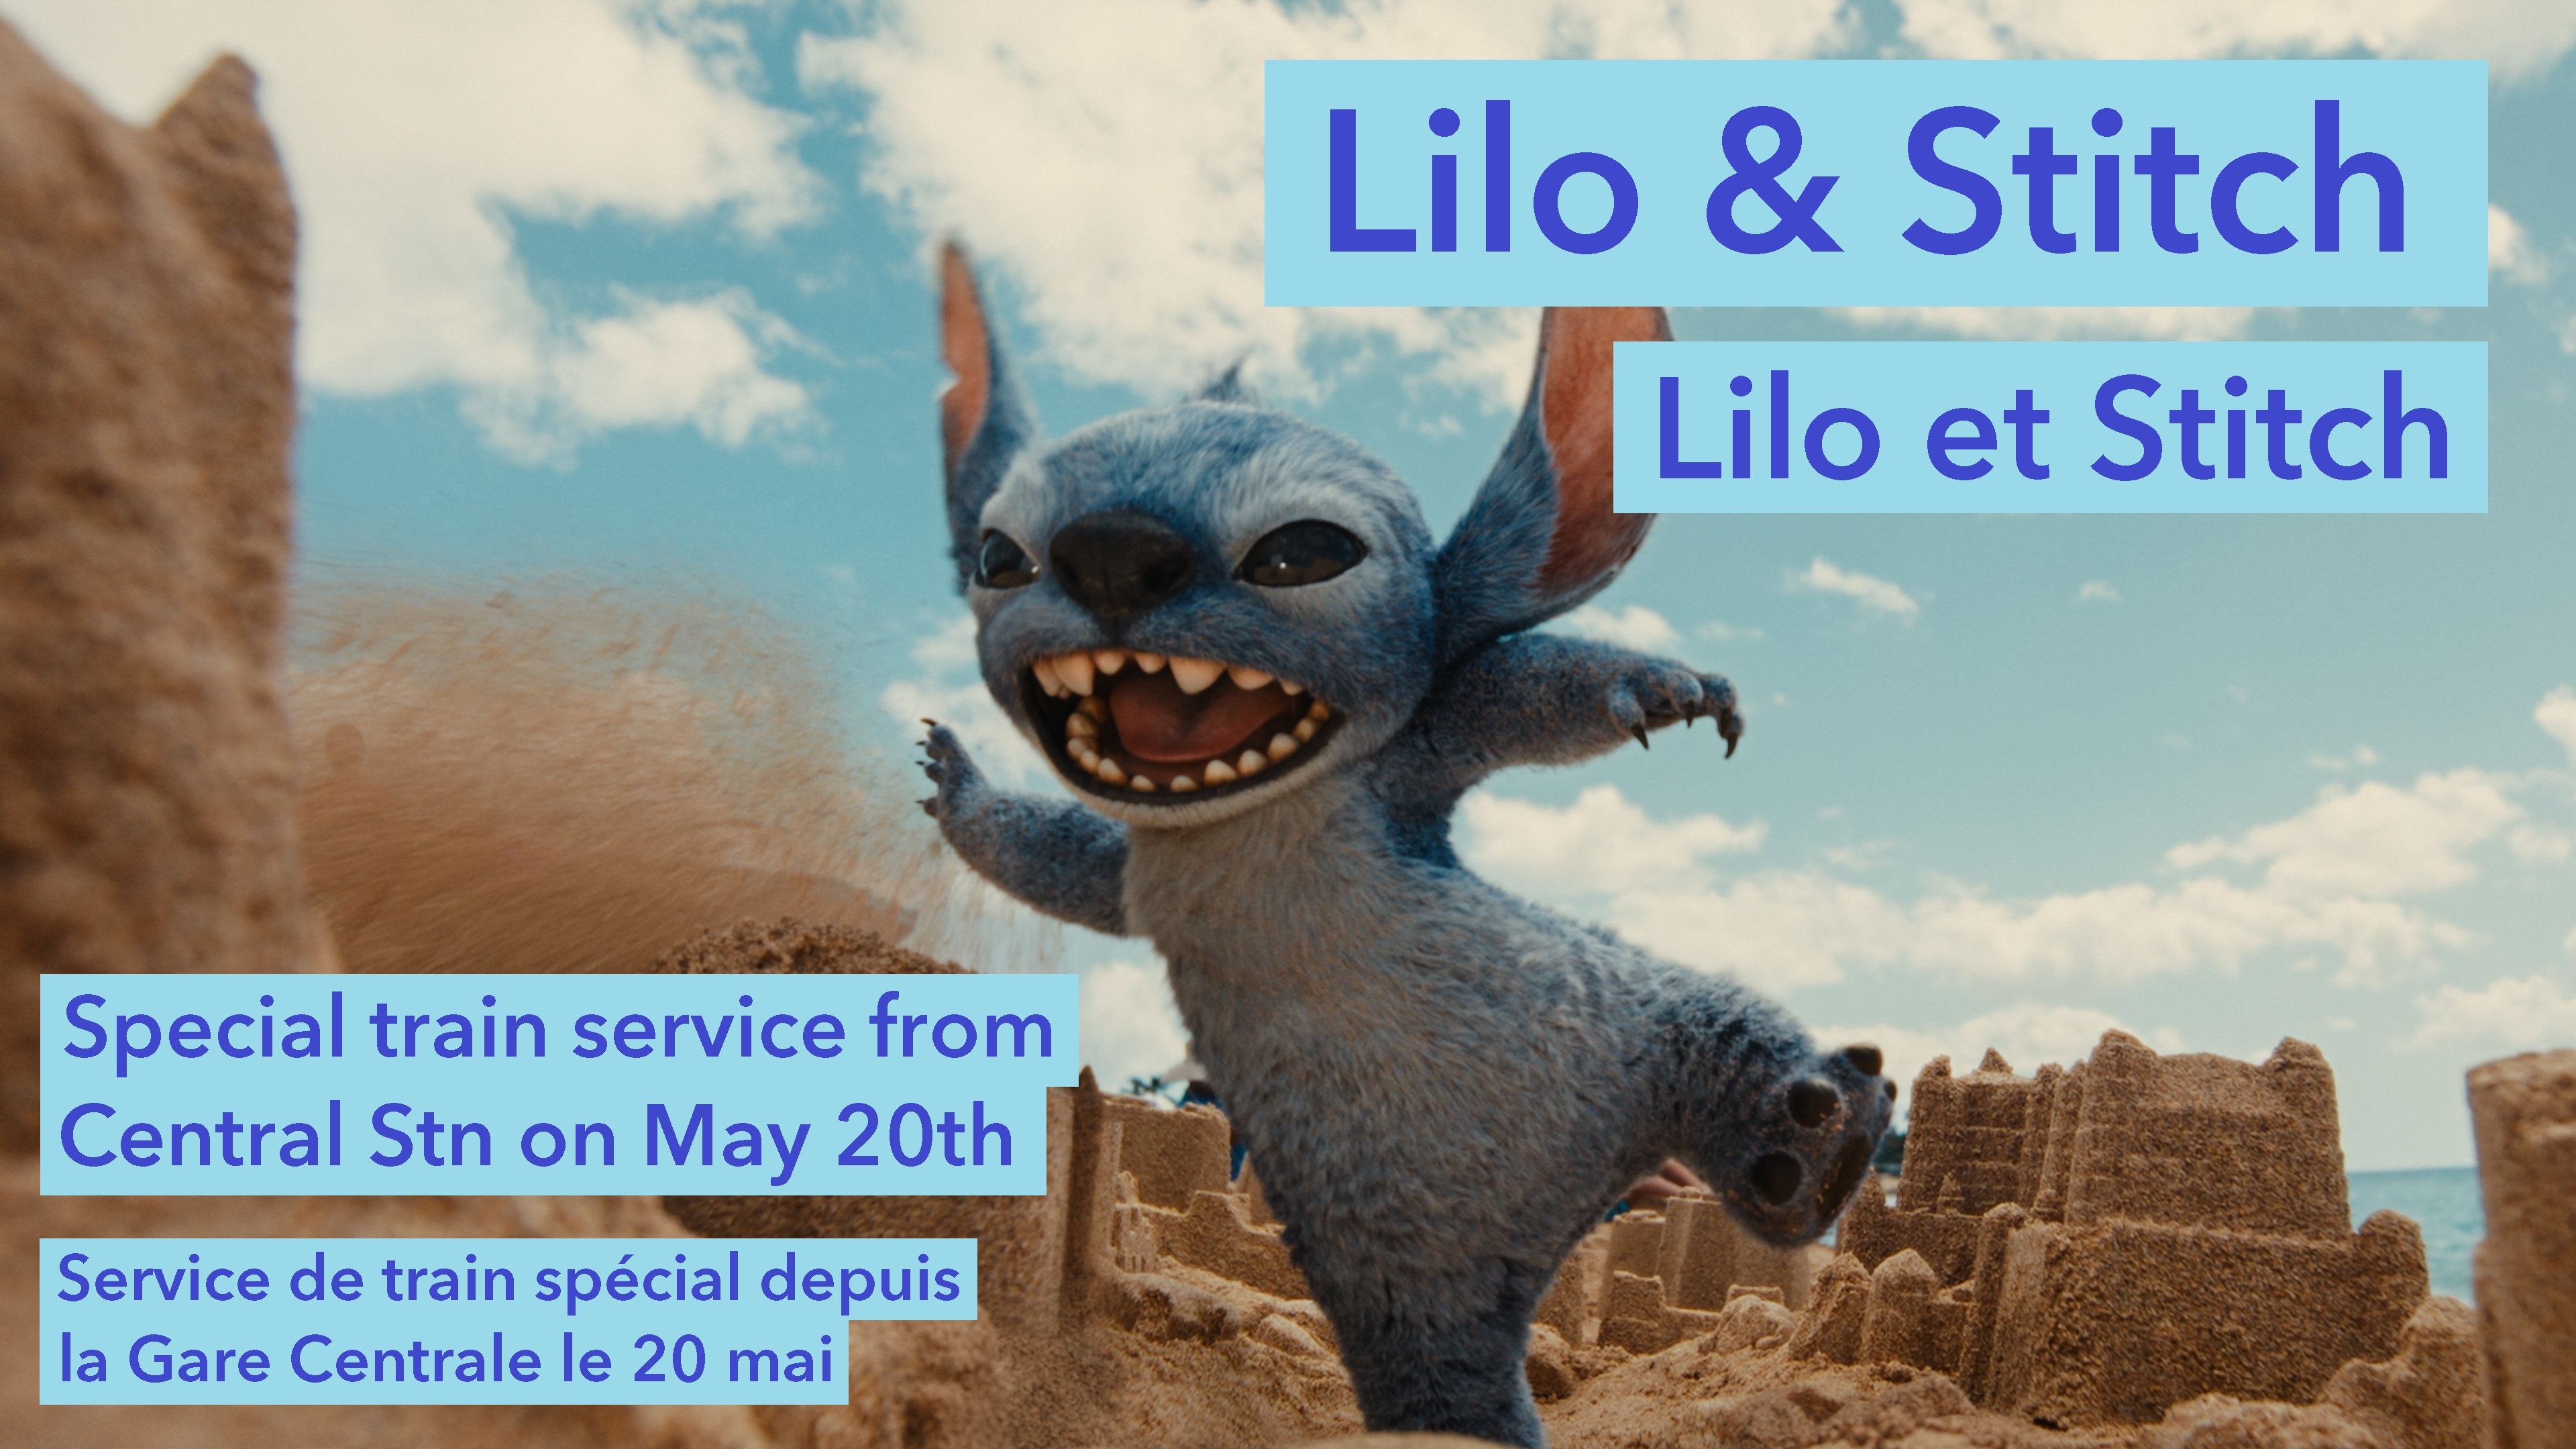 Lilo & Stitch
Lilo et Stitch
Special train service from
Central Stn on May 20th
Service de train spécial depuis
la Gare Centrale le 20 mai